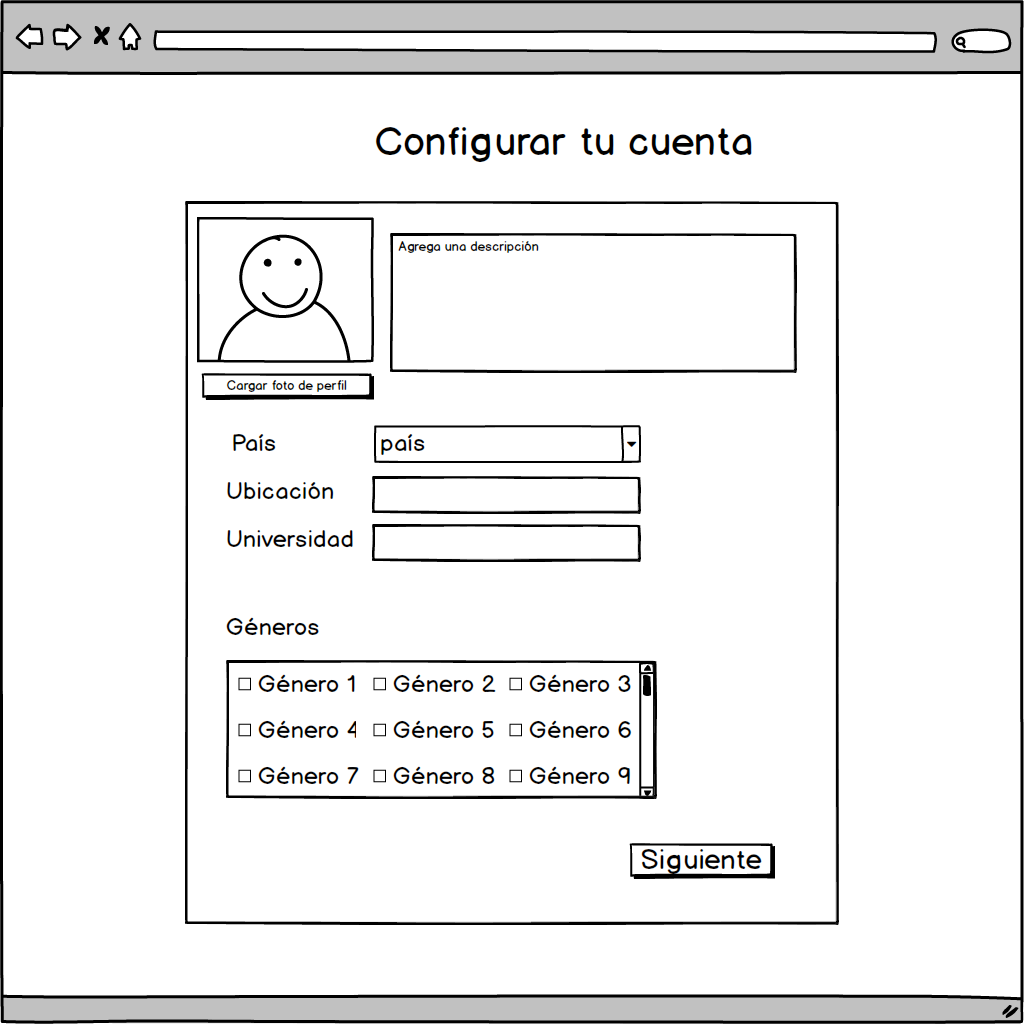 Configurar tu cuenta
Agrega una descripción
Cargar foto de perfil
País país
Ubicación
Universidad
Géneros
Género 1 Género 2 Género 3
Género 4 Género 5 Género 6
Género 7 Género 8 Género 9
Siguiente